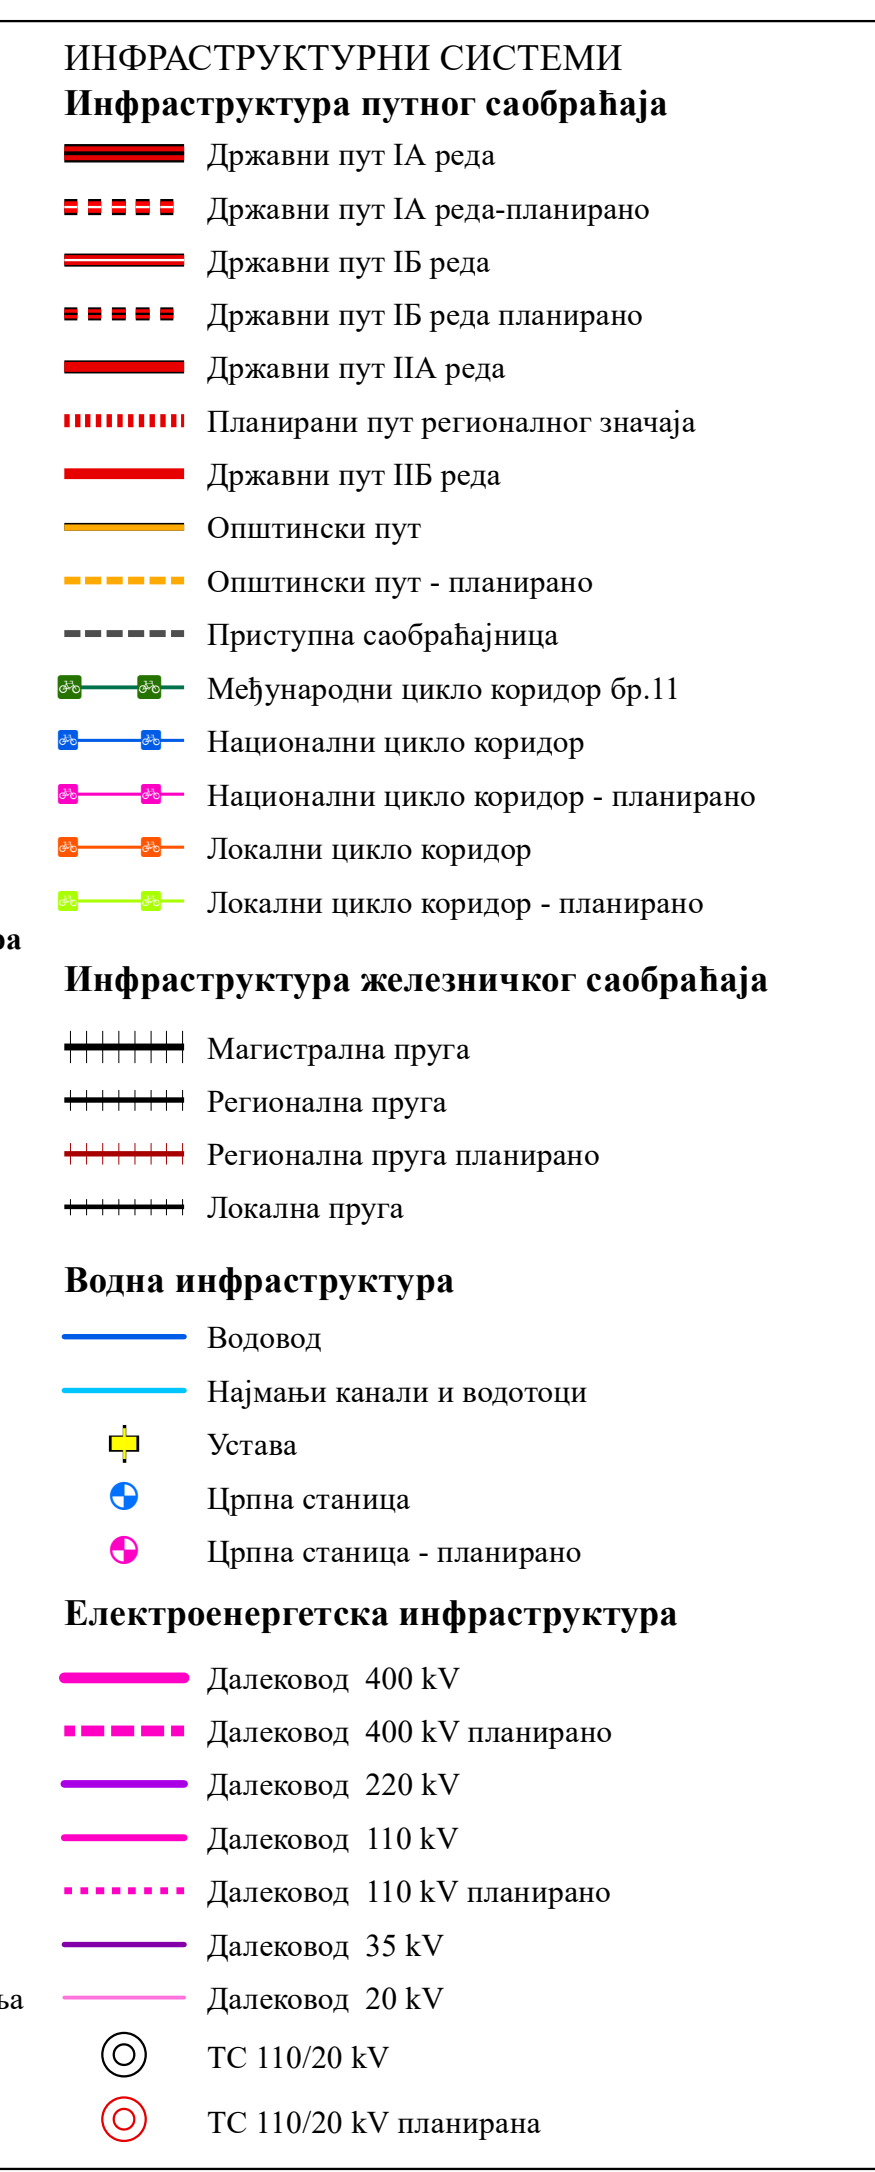 ИНФРАСТРУКТУРНИ СИСТЕМИ
Инфраструктура путног саобраћаја
Државни пут IА реда
Државни пут IА реда-планирано
Државни пут IБ реда
Државни пут IБ реда планирано
Државни пут IIА реда
Планирани пут регионалног значаја
Државни пут IIБ реда
Општински пут
Општински пут - планирано
Приступна саобраћајница
Међународни цикло коридор бр.11
Национални цикло коридор
Национални цикло коридор - планирано
Локални цикло коридор
Локални цикло коридор - планирано
Инфраструктура железничког саобраћаја
Магистрална пруга
Регионална пруга
Регионална пруга планирано
Локална пруга
Водна инфраструктура
Водовод
Најмањи канали и водотоци
Устава
Црпна станица
Црпна станица - планирано
Електроенергетска инфраструктура
Далековод 400 kV
Далековод 400 kV планирано
Далековод 220 kV
Далековод 110 kV
Далековод 110 kV планирано
Далековод 35 kV
Далековод 20 kV
ТС 110/20 kV
ТС 110/20 kV планирана